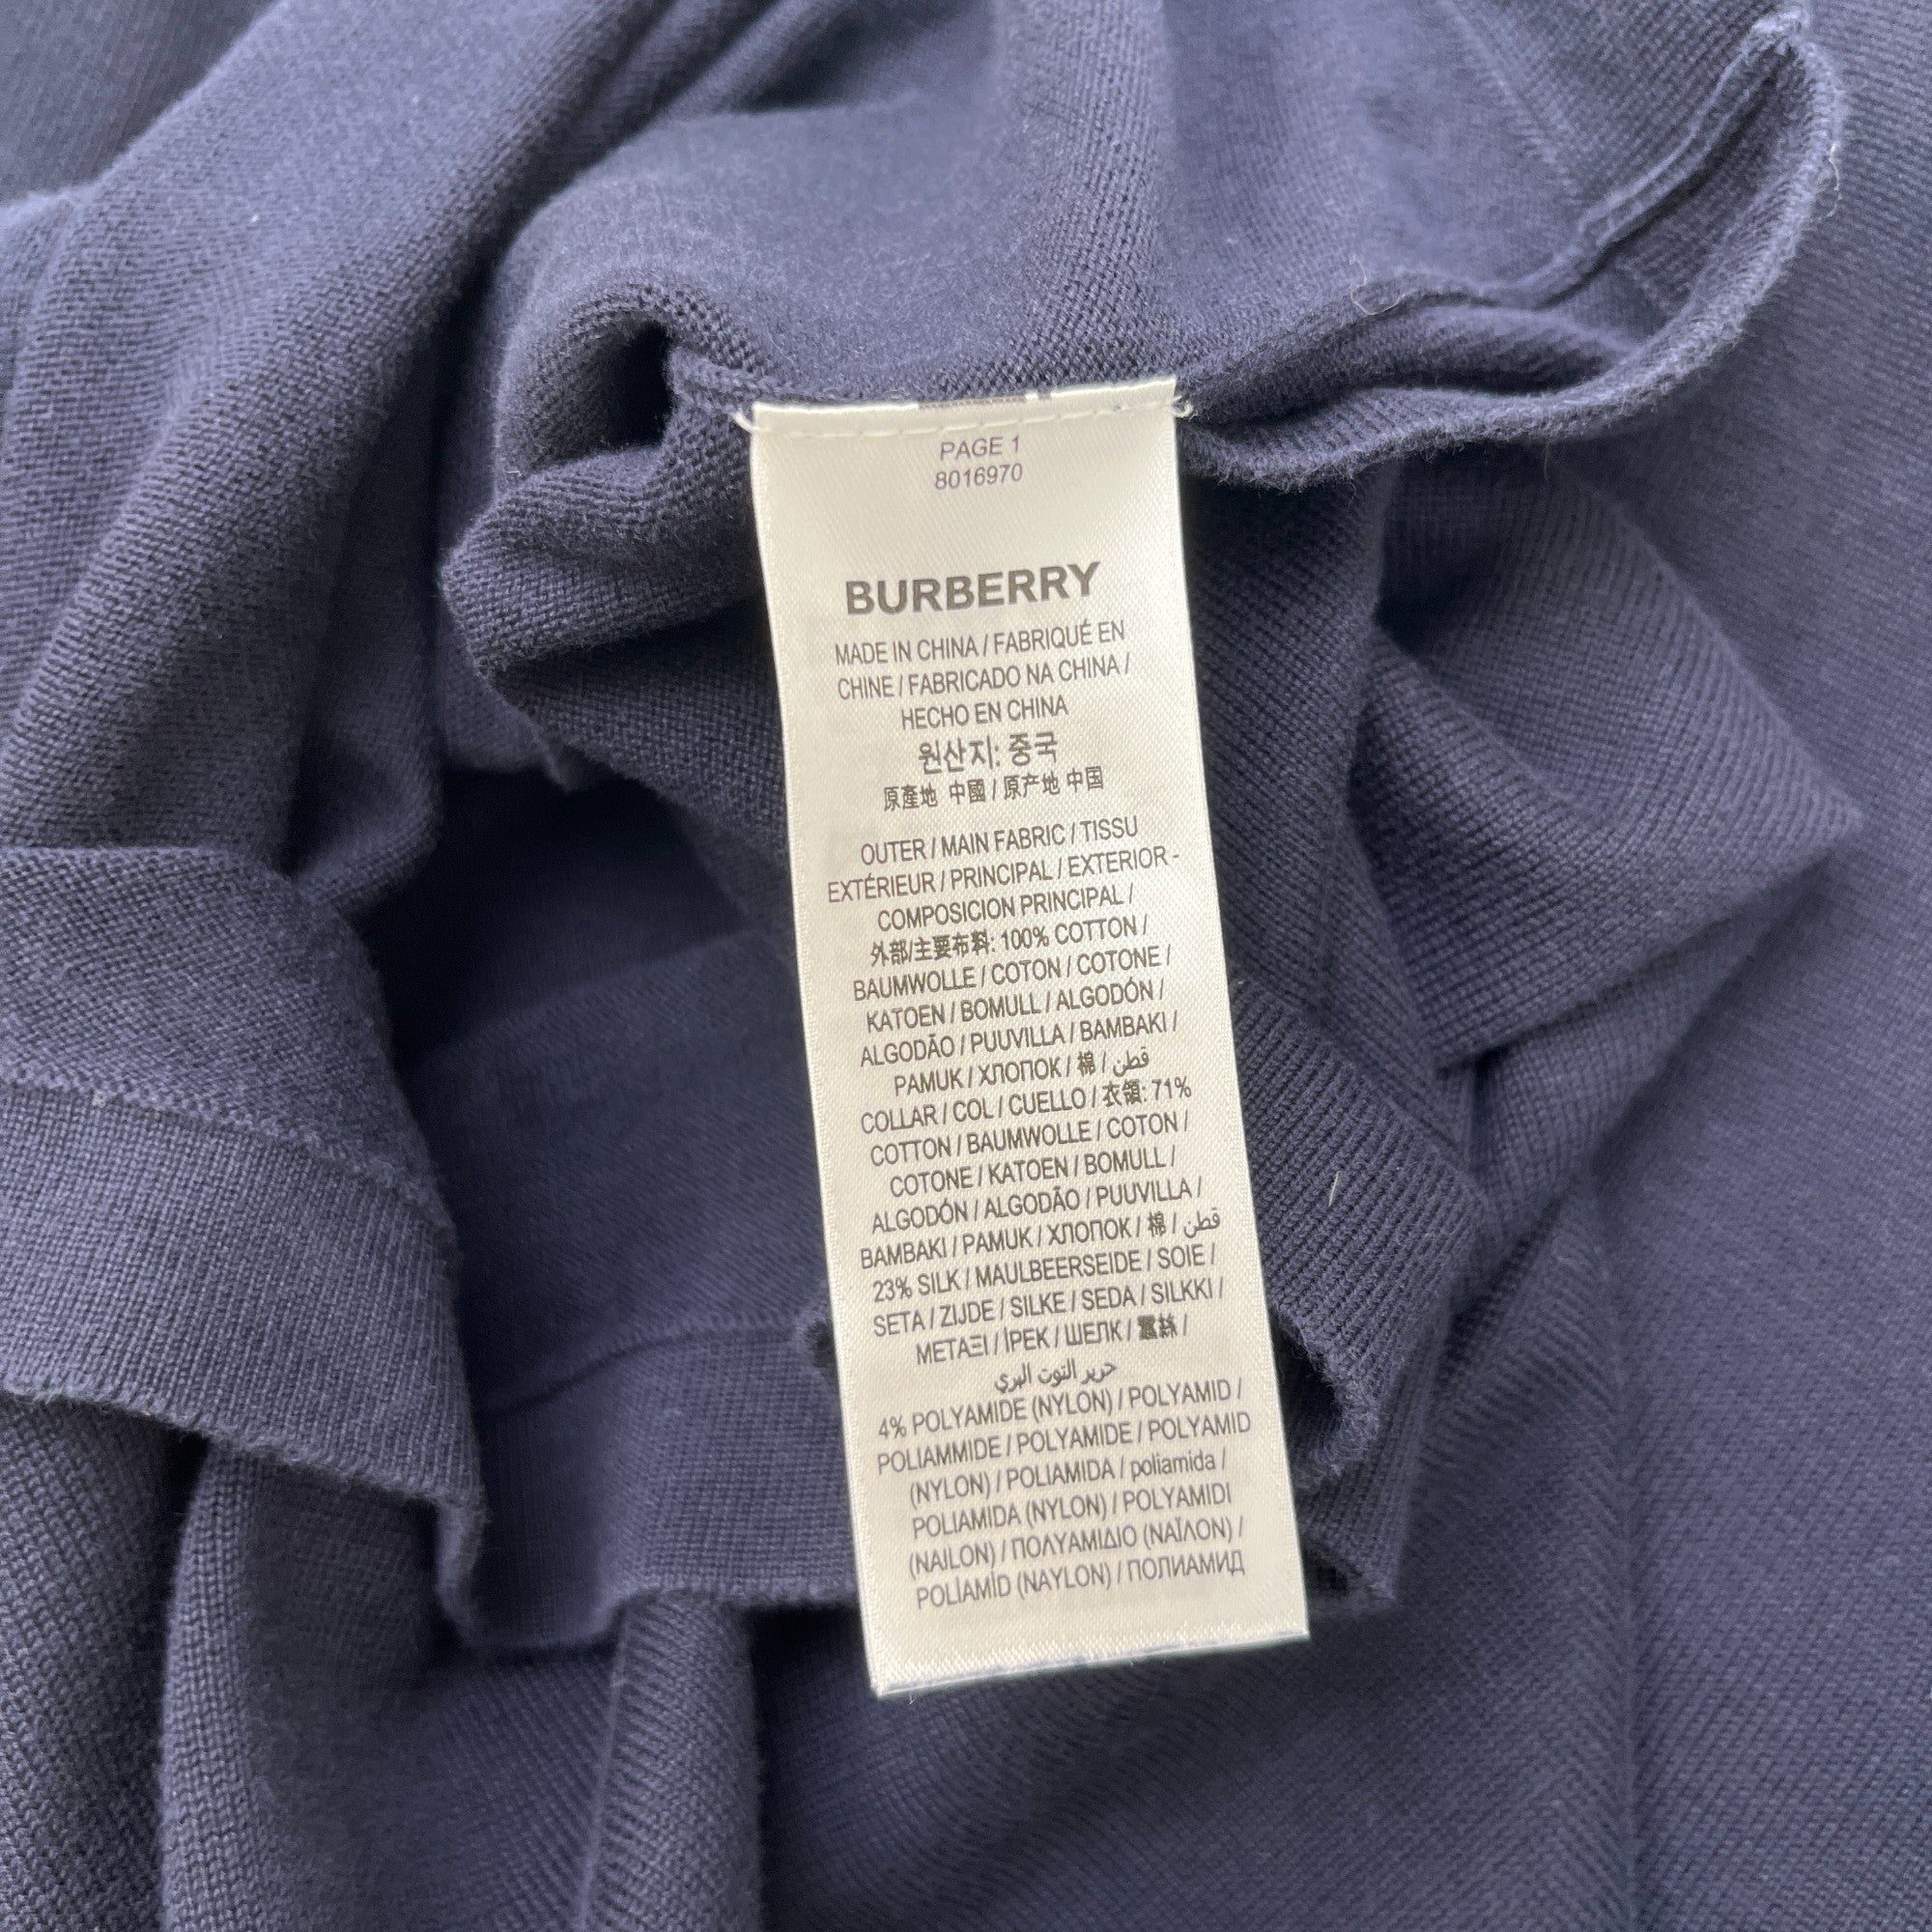 PAGE 1
8016970
BURBERRY
MADE IN CHINA / FABRIQUÉ EN
CHINE / FABRICADO NA CHINA /
HECHO EN CHINA
원산지: 중국
原產地 中國 / 原产地 中国
OUTER / MAIN FABRIC / TISSU
EXTÉRIEUR / PRINCIPAL / EXTERIOR -
COMPOSICION PRINCIPAL /
外部/主要布料: 100% COTTON /
BAUMWOLLE / COTON / COTONE /
KATOEN / BOMULL / ALGODÓN /
ALGODÃO / PUUVILLA / BAMBAKI /
PAMUK / ХЛОПОК / 棉 / قطن
COLLAR / COL / CUELLO / 衣領: 71%
COTTON / BAUMWOLLE / COTON /
COTONE / KATOEN / BOMULL /
ALGODÓN / ALGODÃO / PUUVILLA /
BAMBAKI / PAMUK / ХЛОПОК / 棉 / قطن
23% SILK / MAULBEERSEIDE / SOIE /
SETA / ZIJDE / SILKE / SEDA / SILKKI /
ΜΕΤΑΞΙ / İPEK / ШЕЛК / 蠶絲 /
حرير التوت البري
4% POLYAMIDE (NYLON) / POLYAMID /
POLIAMMIDE / POLYAMIDE / POLYAMID
(NYLON) / POLIAMIDA / poliamida /
POLIAMIDA (NYLON) / POLYAMIDI
(NAILON) / ΠΟΛΥΑΜΙΔΙΟ (ΝΑΪΛΟΝ) /
POLİAMİD (NAYLON) / ПОЛИАМИД